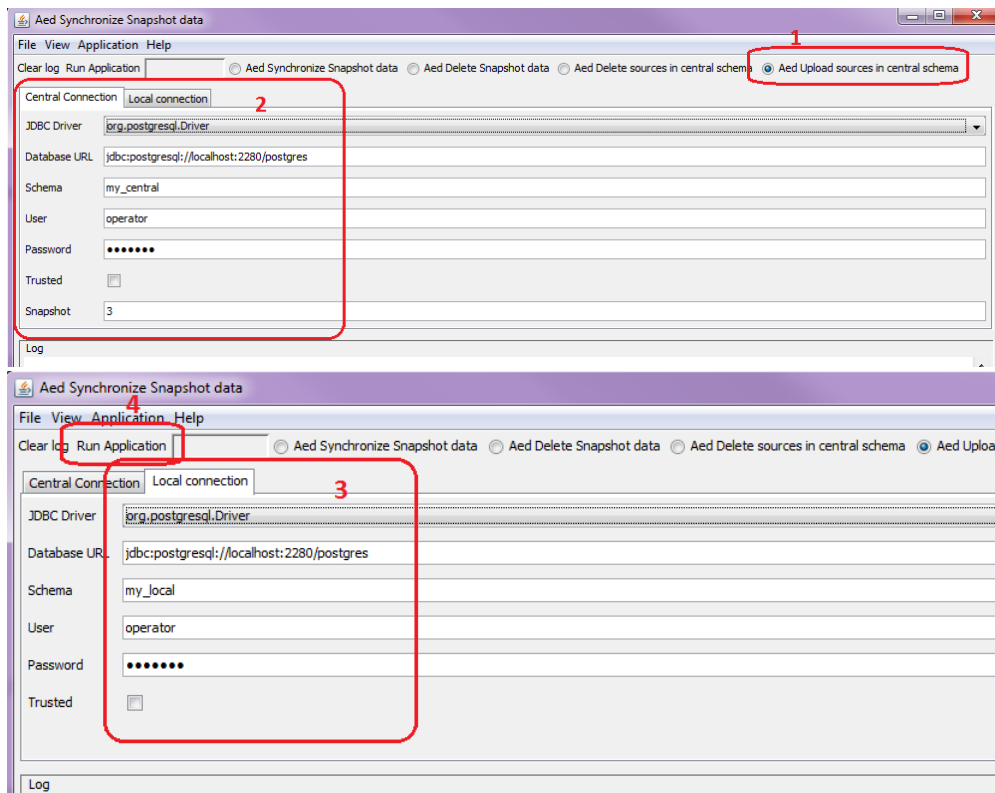 Aed Synchronize Snapshot data
1
File View Application Help
Clear log Run Application Aed Synchronize Snapshot data Aed Delete Snapshot data Aed Delete sources in central schema Aed Upload sources in central schema
Central Connection Local connection
2
JDBC Driver org.postgresql.Driver
Database URL jdbc:postgresql://localhost:2280/postgres
Schema my_central
User operator
Password •••••••
Trusted
Snapshot 3
Log
Aed Synchronize Snapshot data
4
File View Application Help
Clear log Run Application Aed Synchronize Snapshot data Aed Delete Snapshot data Aed Delete sources in central schema Aed Uploa
Central Connection Local connection
3
JDBC Driver org.postgresql.Driver
Database URL jdbc:postgresql://localhost:2280/postgres
Schema my_local
User operator
Password •••••••
Trusted
Log